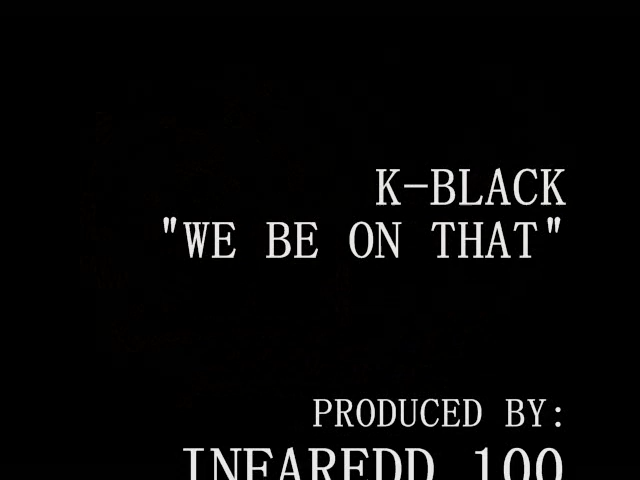 K-BLACK
"WE BE ON THAT"
PRODUCED BY:
INFAREDD 100